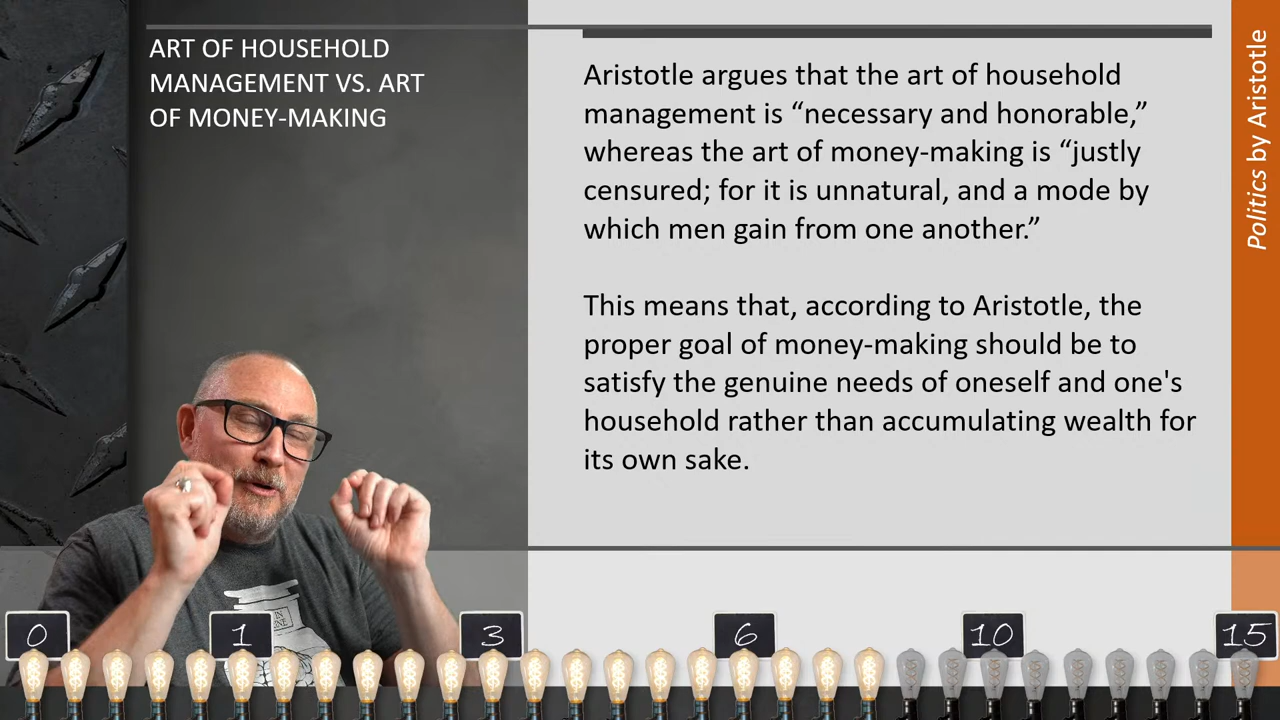 ART OF HOUSEHOLD
MANAGEMENT VS. ART
OF MONEY-MAKING
Aristotle argues that the art of household
management is “necessary and honorable,”
whereas the art of money-making is “justly
censured; for it is unnatural, and a mode by
which men gain from one another.”
This means that, according to Aristotle, the
proper goal of money-making should be to
satisfy the genuine needs of oneself and one's
household rather than accumulating wealth for
its own sake.
Politics by Aristotle
0
1
3
6
10
15